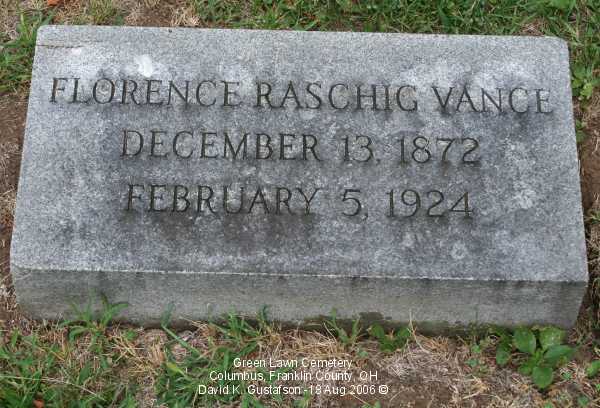 FLORENCE RASCHIG VANCE
DECEMBER 13, 1872
FEBRUARY 5, 1924
Green Lawn Cemetery
Columbus, Franklin County, OH
David K. Gustafson -18 Aug 2006 ©